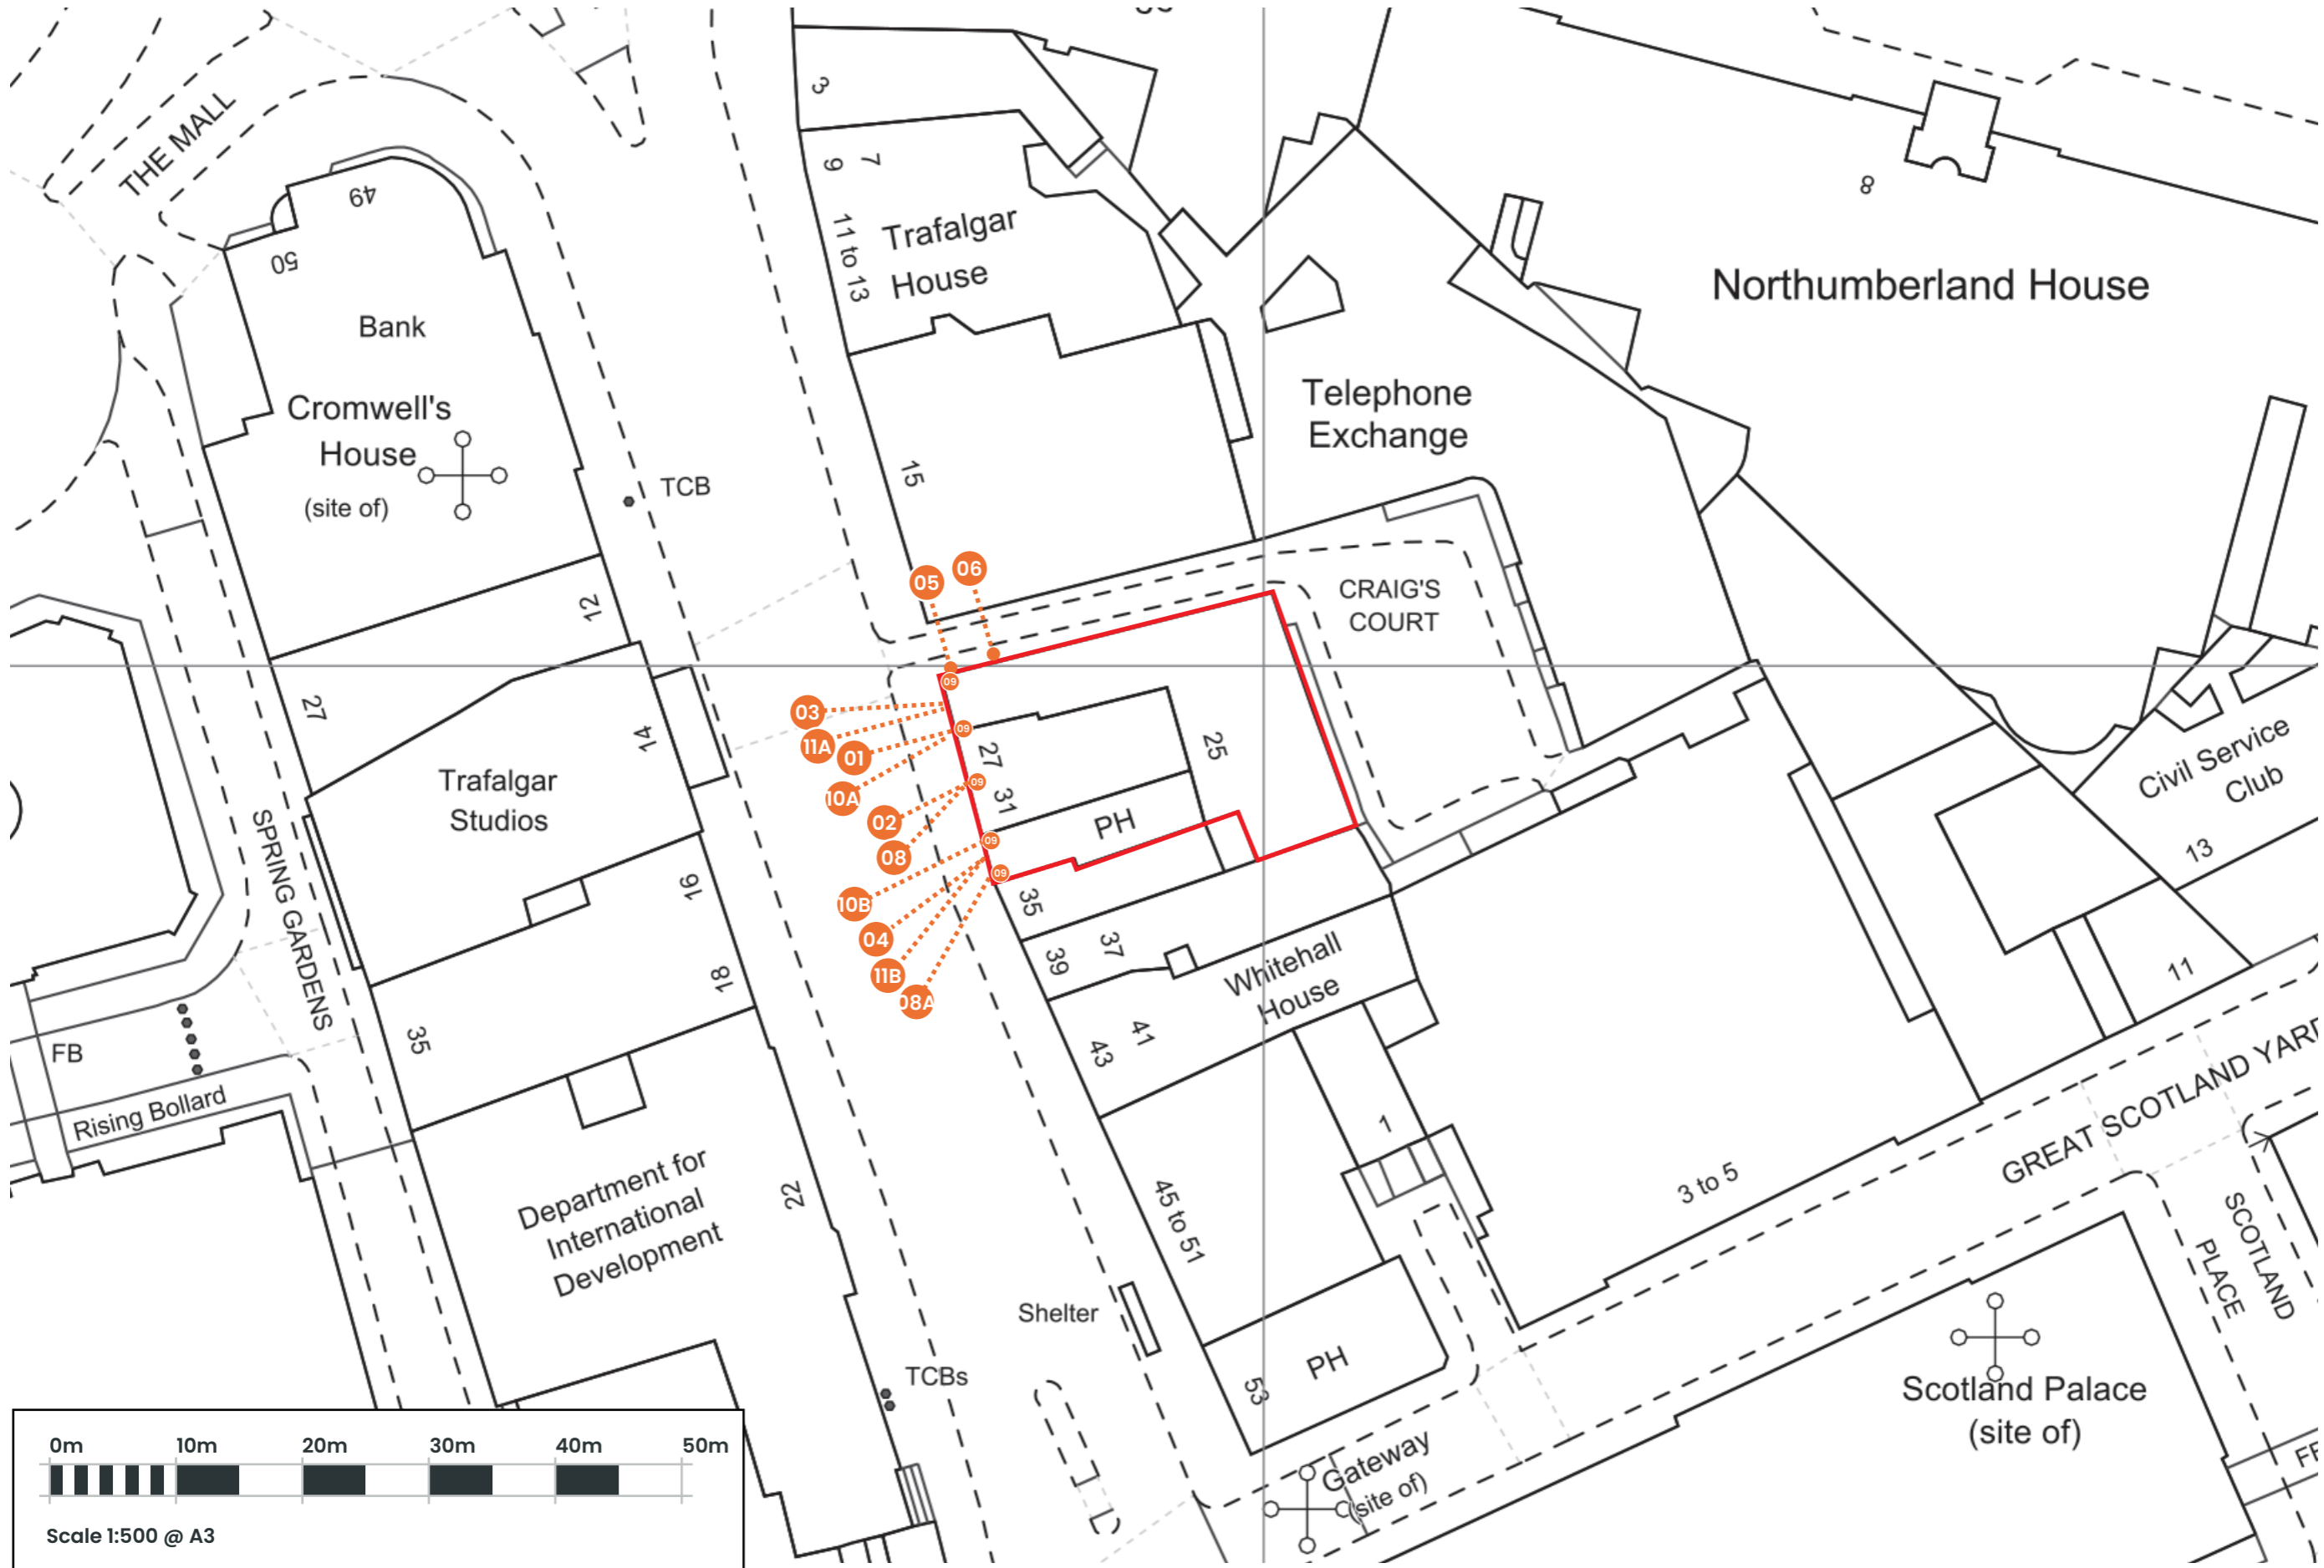 THE MALL
49
50
Bank
Cromwell's
House
(site of)
TCB
12
27
14
Trafalgar
Studios
16
18
SPRING GARDENS
35
FB
Rising Bollard
Department for
International
Development
22
TCBs
Shelter
3
7
9
11 to 13
Trafalgar
House
15
Telephone
Exchange
8
Northumberland House
CRAIG'S
COURT
05
06
09
03
11A
01
10A
02
08
10B
04
11B
08A
09
09
09
09
27
31
25
PH
35
37
39
Whitehall
House
41
43
1
45 to 51
53
PH
Gateway
(site of)
3 to 5
GREAT SCOTLAND YARD
SCOTLAND
PLACE
Scotland Palace
(site of)
Civil Service
Club
13
11
0m 10m 20m 30m 40m 50m
Scale 1:500 @ A3